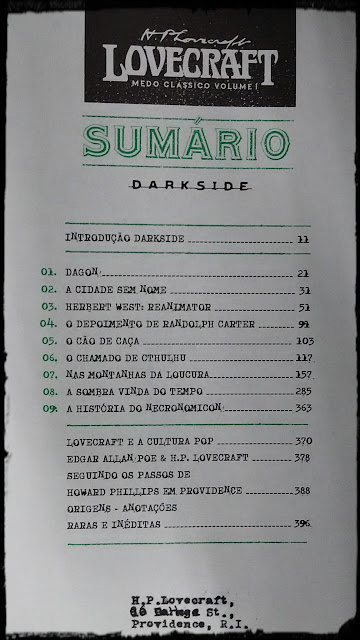 H P Lovecraft
LOVECRAFT
MEDO CLÁSSICO VOLUME I
SUMÁRIO
DARKSIDE
INTRODUÇÃO DARKSIDE 11
01. DAGON 21
02. A CIDADE SEM NOME 31
03. HERBERT WEST: REANIMATOR 51
04. O DEPOIMENTO DE RANDOLPH CARTER 91
05. O CÃO DE CAÇA 103
06. O CHAMADO DE CTHULHU 117
07. NAS MONTANHAS DA LOUCURA 157
08. A SOMBRA VINDA DO TEMPO 285
09. A HISTÓRIA DO NECRONOMICON 363
LOVECRAFT E A CULTURA POP 370
EDGAR ALLAN POE & H.P. LOVECRAFT 378
SEGUINDO OS PASSOS DE
HOWARD PHILLIPS EM PROVIDENCE 388
ORIGENS - ANOTAÇÕES
RARAS E INÉDITAS 396
H.P.Lovecraft,
St.,
Providence, R.I.